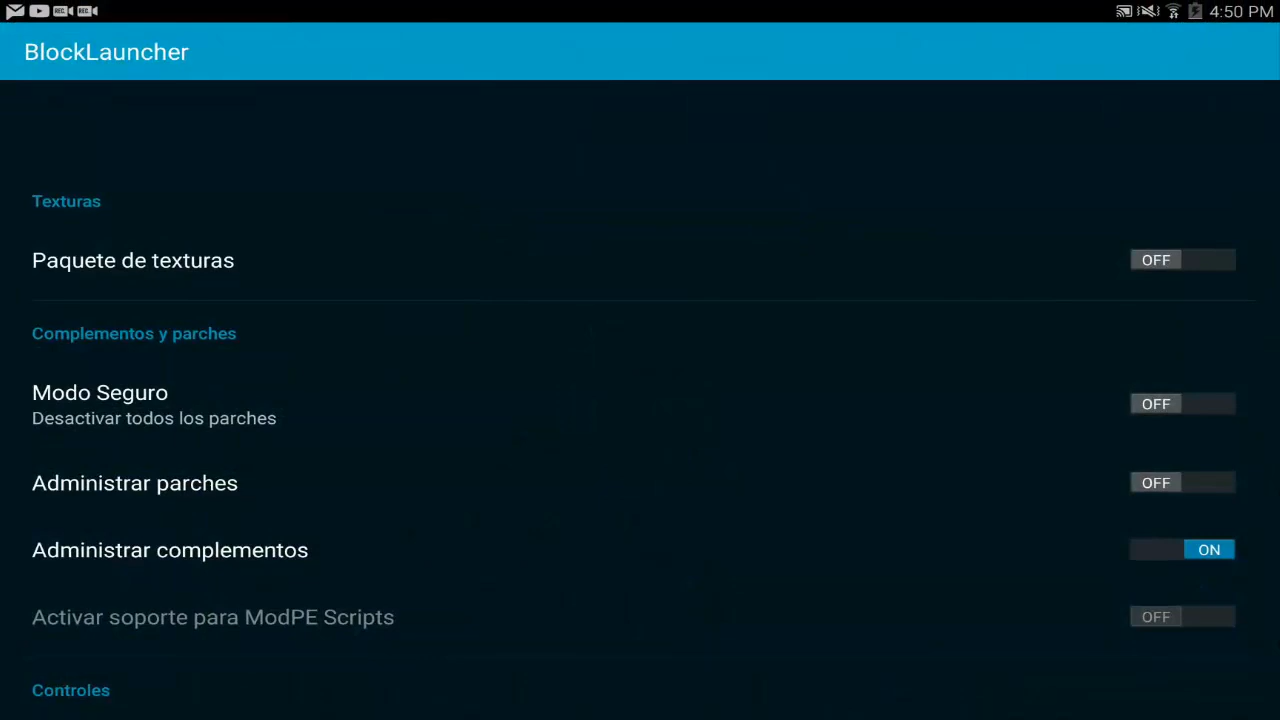 4:50 PM
BlockLauncher
Texturas
Paquete de texturas
OFF
Complementos y parches
Modo Seguro
Desactivar todos los parches
OFF
Administrar parches
OFF
Administrar complementos
ON
Activar soporte para ModPE Scripts
OFF
Controles